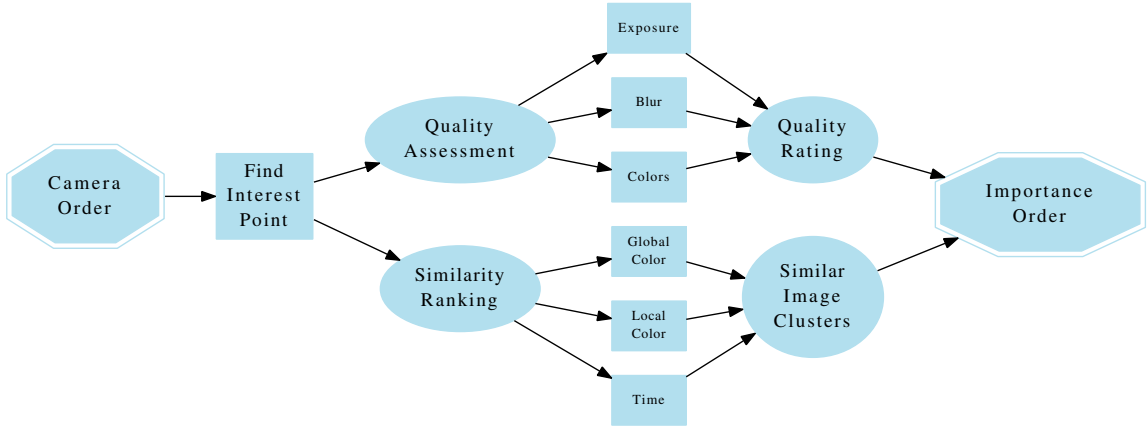 Camera
Order
Find
Interest
Point
Quality
Assessment
Similarity
Ranking
Exposure
Blur
Colors
Global
Color
Local
Color
Time
Quality
Rating
Similar
Image
Clusters
Importance
Order